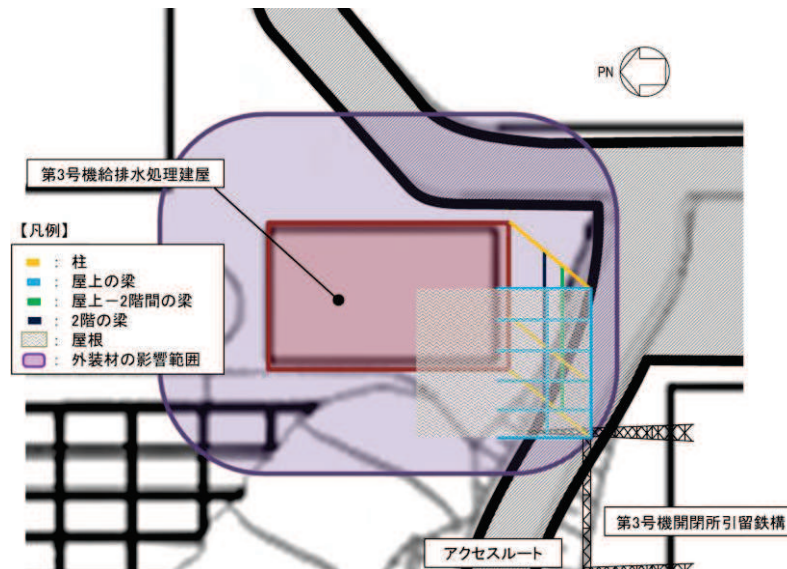 PN
第3号機給排水処理建屋
【凡例】
：柱
：屋上の梁
：屋上－2階間の梁
：2階の梁
：屋根
：外装材の影響範囲
第3号機開閉所引留鉄構
アクセスルート